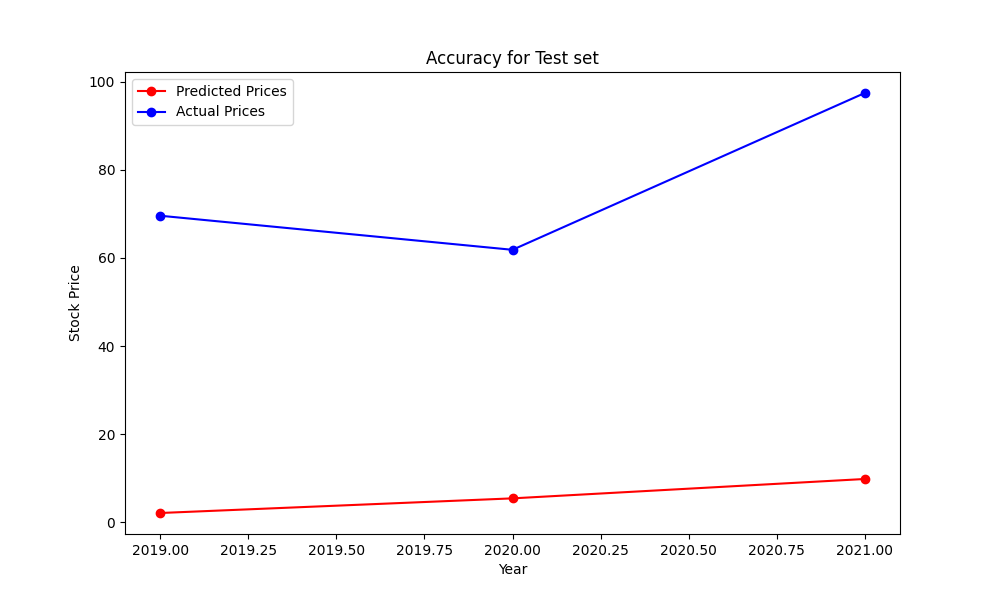 Accuracy for Test set
Predicted Prices
Actual Prices
Stock Price
100
80
60
40
20
0
2019.00 2019.25 2019.50 2019.75 2020.00 2020.25 2020.50 2020.75 2021.00
Year